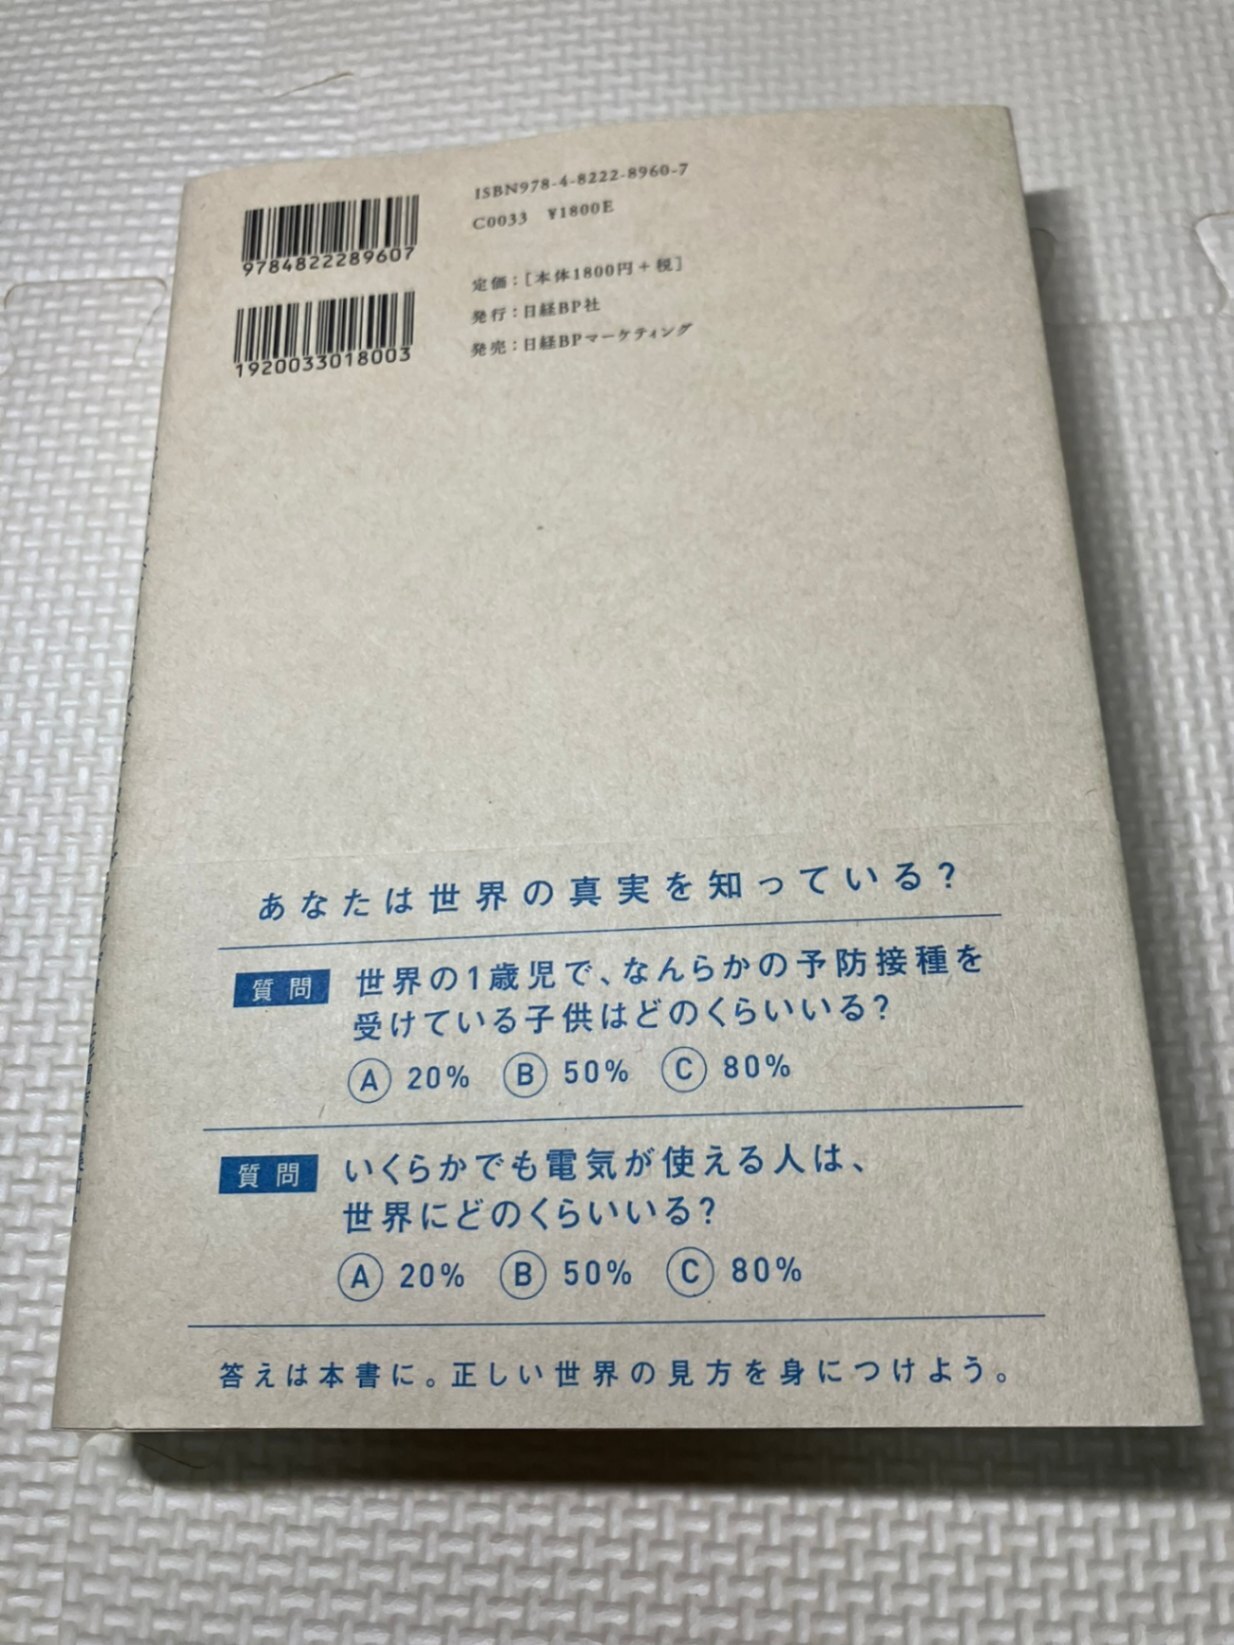 ISBN978-4-8222-8960-7
C0033 ¥1800E
9784822289607
定価：[本体1800円＋税]
発行：日経BP社
発売：日経BPマーケティング
1920033018003
あなたは世界の真実を知っている？
質問 世界の1歳児で、なんらかの予防接種を
受けている子供はどのくらいいる？
A 20% B 50% C 80%
質問 いくらかでも電気が使える人は、
世界にどのくらいいる？
A 20% B 50% C 80%
答えは本書に。正しい世界の見方を身につけよう。